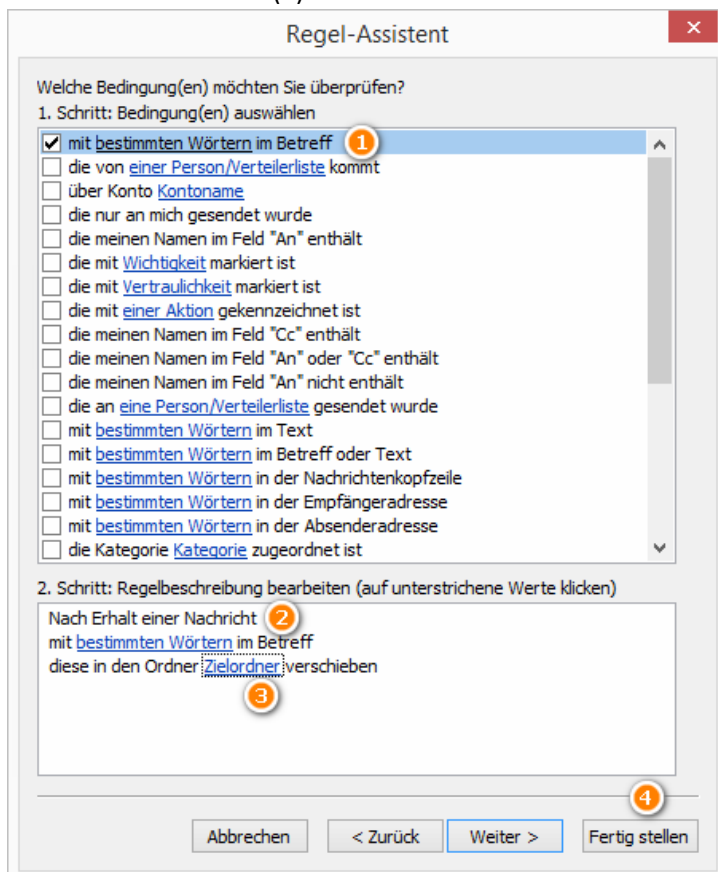 Regel-Assistent
Welche Bedingung(en) möchten Sie überprüfen?
1. Schritt: Bedingung(en) auswählen
mit bestimmten Wörtern im Betreff 1
die von einer Person/Verteilerliste kommt
über Konto Kontoname
die nur an mich gesendet wurde
die meinen Namen im Feld "An" enthält
die mit Wichtigkeit markiert ist
die mit Vertraulichkeit markiert ist
die mit einer Aktion gekennzeichnet ist
die meinen Namen im Feld "Cc" enthält
die meinen Namen im Feld "An" oder "Cc" enthält
die meinen Namen im Feld "An" nicht enthält
die an eine Person/Verteilerliste gesendet wurde
mit bestimmten Wörtern im Text
mit bestimmten Wörtern im Betreff oder Text
mit bestimmten Wörtern in der Nachrichtenkopfzeile
mit bestimmten Wörtern in der Empfängeradresse
mit bestimmten Wörtern in der Absenderadresse
die Kategorie Kategorie zugeordnet ist
2. Schritt: Regelbeschreibung bearbeiten (auf unterstrichene Werte klicken)
Nach Erhalt einer Nachricht 2
mit bestimmten Wörtern im Betreff
diese in den Ordner Zielordner verschieben
3
4
Abbrechen < Zurück Weiter > Fertig stellen